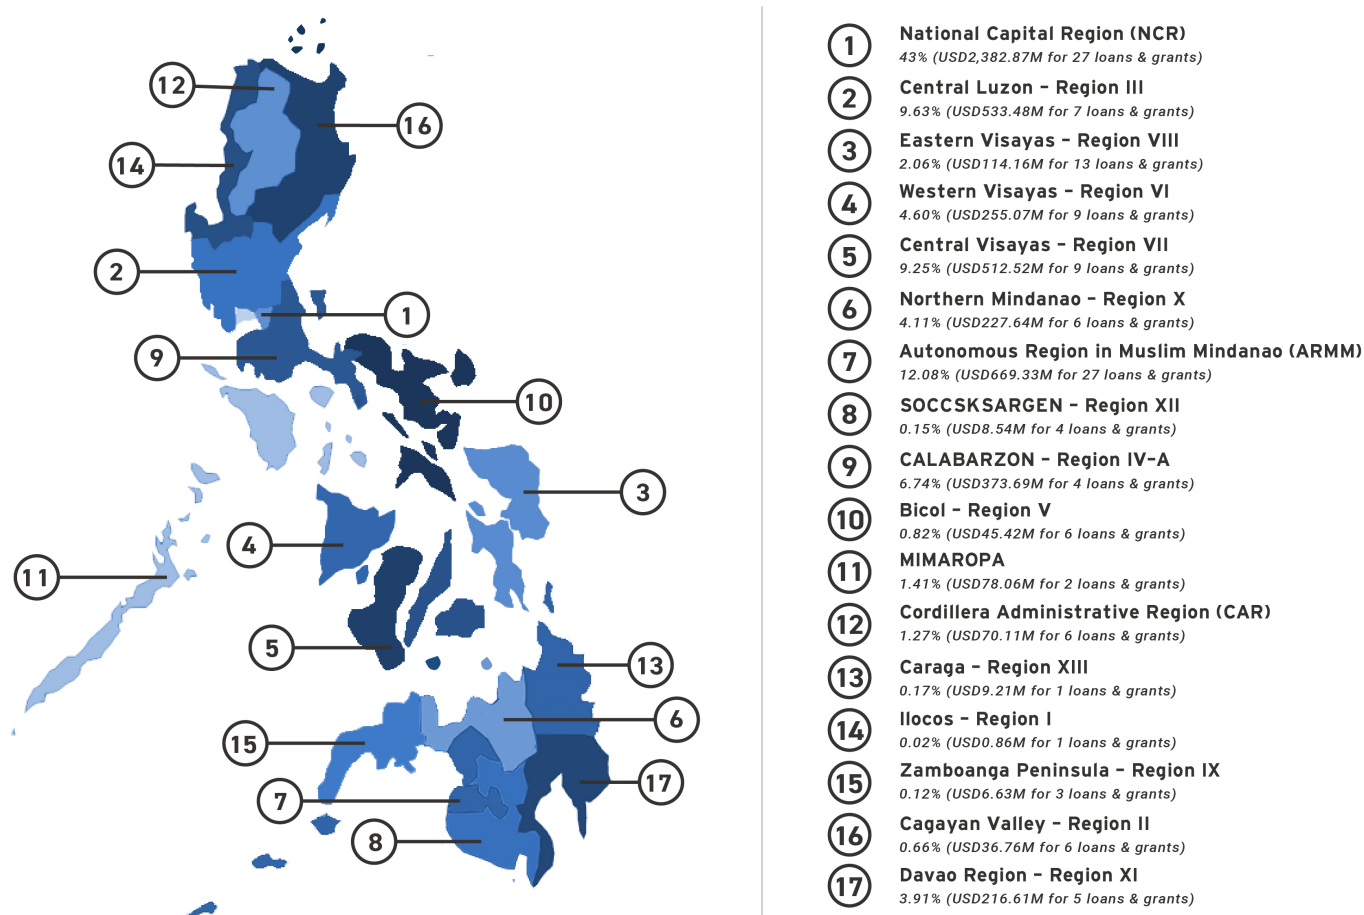 12
16
14
2
1
9
10
3
4
11
5
13
6
15
17
7
8
1
National Capital Region (NCR)
43% (USD2,382.87M for 27 loans & grants)
2
Central Luzon – Region III
9.63% (USD533.48M for 7 loans & grants)
3
Eastern Visayas – Region VIII
2.06% (USD114.16M for 13 loans & grants)
4
Western Visayas – Region VI
4.60% (USD255.07M for 9 loans & grants)
5
Central Visayas – Region VII
9.25% (USD512.52M for 9 loans & grants)
6
Northern Mindanao – Region X
4.11% (USD227.64M for 6 loans & grants)
7
Autonomous Region in Muslim Mindanao (ARMM)
12.08% (USD669.33M for 27 loans & grants)
8
SOCCSKSARGEN – Region XII
0.15% (USD8.54M for 4 loans & grants)
9
CALABARZON – Region IV-A
6.74% (USD373.69M for 4 loans & grants)
10
Bicol – Region V
0.82% (USD45.42M for 6 loans & grants)
11
MIMAROPA
1.41% (USD78.06M for 2 loans & grants)
12
Cordillera Administrative Region (CAR)
1.27% (USD70.11M for 6 loans & grants)
13
Caraga – Region XIII
0.17% (USD9.21M for 1 loans & grants)
14
Ilocos – Region I
0.02% (USD0.86M for 1 loans & grants)
15
Zamboanga Peninsula – Region IX
0.12% (USD6.63M for 3 loans & grants)
16
Cagayan Valley – Region II
0.66% (USD36.76M for 6 loans & grants)
17
Davao Region – Region XI
3.91% (USD216.61M for 5 loans & grants)